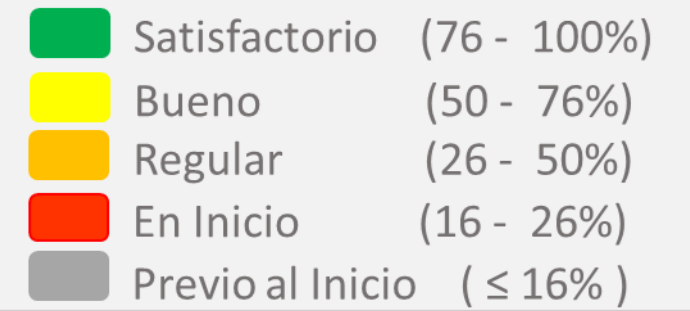 Satisfactorio (76 - 100%)
Bueno (50 - 76%)
Regular (26 - 50%)
En Inicio (16 - 26%)
Previo al Inicio ( ≤ 16% )